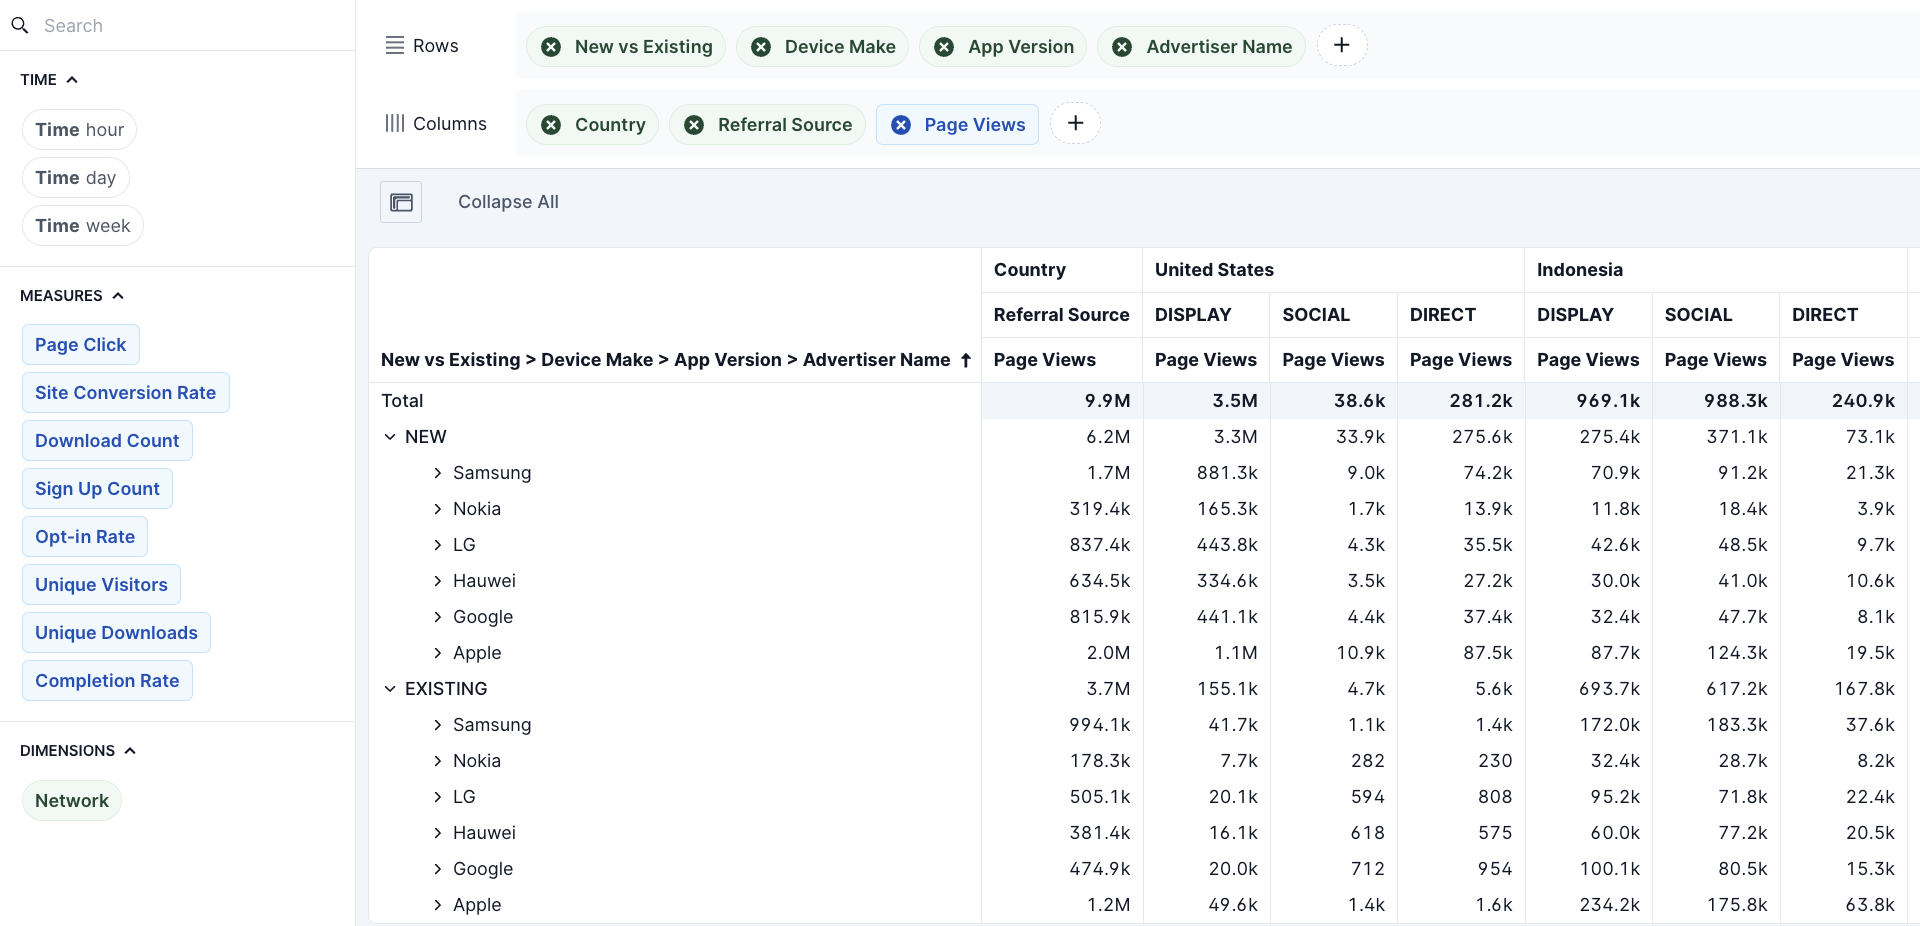 Search
TIME
Time hour
Time day
Time week
MEASURES
Page Click
Site Conversion Rate
Download Count
Sign Up Count
Opt-in Rate
Unique Visitors
Unique Downloads
Completion Rate
DIMENSIONS
Network
Rows New vs Existing Device Make App Version Advertiser Name
Columns Country Referral Source Page Views
Collapse All
Country United States Indonesia
Referral Source DISPLAY SOCIAL DIRECT DISPLAY SOCIAL DIRECT
New vs Existing > Device Make > App Version > Advertiser Name Page Views Page Views Page Views Page Views Page Views Page Views Page Views
Total 9.9M 3.5M 38.6k 281.2k 969.1k 988.3k 240.9k
NEW 6.2M 3.3M 33.9k 275.6k 275.4k 371.1k 73.1k
Samsung 1.7M 881.3k 9.0k 74.2k 70.9k 91.2k 21.3k
Nokia 319.4k 165.3k 1.7k 13.9k 11.8k 18.4k 3.9k
LG 837.4k 443.8k 4.3k 35.5k 42.6k 48.5k 9.7k
Hauwei 634.5k 334.6k 3.5k 27.2k 30.0k 41.0k 10.6k
Google 815.9k 441.1k 4.4k 37.4k 32.4k 47.7k 8.1k
Apple 2.0M 1.1M 10.9k 87.5k 87.7k 124.3k 19.5k
EXISTING 3.7M 155.1k 4.7k 5.6k 693.7k 617.2k 167.8k
Samsung 994.1k 41.7k 1.1k 1.4k 172.0k 183.3k 37.6k
Nokia 178.3k 7.7k 282 230 32.4k 28.7k 8.2k
LG 505.1k 20.1k 594 808 95.2k 71.8k 22.4k
Hauwei 381.4k 16.1k 618 575 60.0k 77.2k 20.5k
Google 474.9k 20.0k 712 954 100.1k 80.5k 15.3k
Apple 1.2M 49.6k 1.4k 1.6k 234.2k 175.8k 63.8k